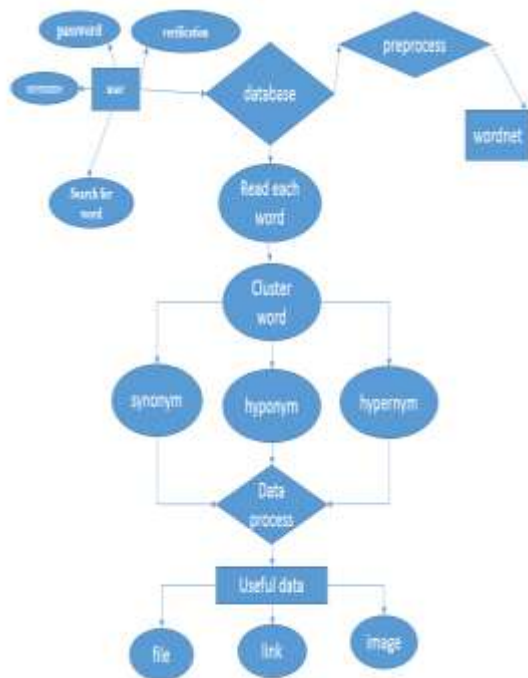 password
verification
preprocess
user
database
wordnet
Search for
word
Read each
word
Cluster
word
synonym
hyponym
hypernym
Data
process
Useful data
file
link
image